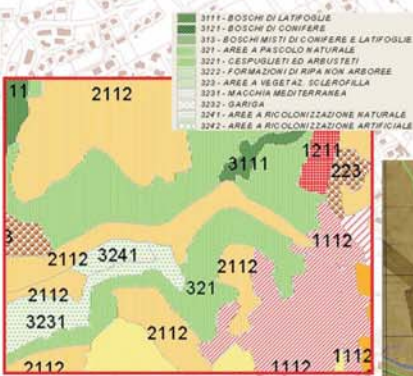 3111 - BOSCHI DI LATIFOGLIE
3121 - BOSCHI DI CONIFERE
313 - BOSCHI MISTI DI CONIFERE E LATIFOGLIE
321 - AREE A PASCOLO NATURALE
3221 - CESPUGLIETI ED ARBUSTETI
3222 - FORMAZIONI DI RIPA NON ARBOREE
323 - AREE A VEGETAZ. SCLEROFILLA
3231 - MACCHIA MEDITERRANEA
3232 - GARIGA
3241 - AREE A RICOLONIZZAZIONE NATURALE
3242 - AREE A RICOLONIZZAZIONE ARTIFICIALE
11
2112
3111
1211
223
3
1112
2112
3241
2112
2112
321
3231
2112
2112
1112
1112